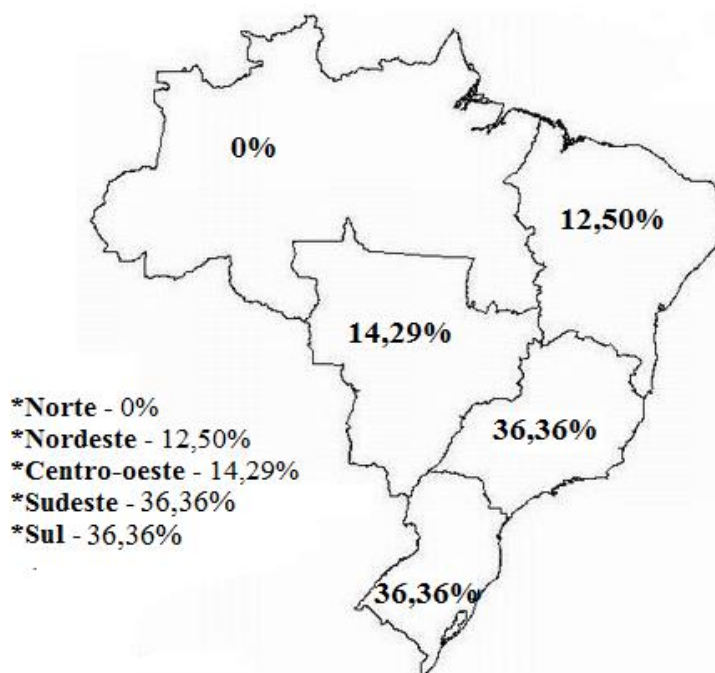 0%
12,50%
14,29%
36,36%
36,36%
*Norte - 0%
*Nordeste - 12,50%
*Centro-oeste - 14,29%
*Sudeste - 36,36%
*Sul - 36,36%